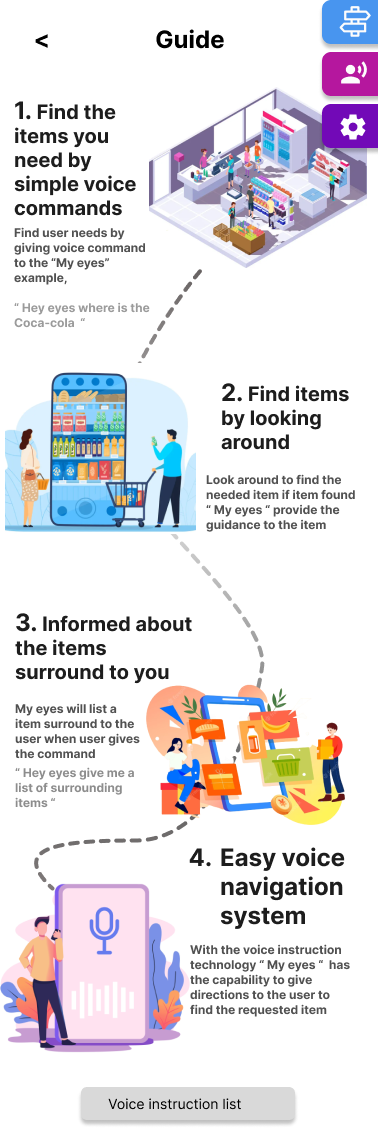 <
Guide
1. Find the
items you
need by
simple voice
commands
Find user needs by
giving voice command
to the “My eyes”
example,
“ Hey eyes where is the
Coca-cola “
2. Find items
by looking
around
Look around to find the
needed item if item found
“ My eyes “ provide the
guidance to the item
3. Informed about
the items
surround to you
My eyes will list a
item surround to the
user when user gives
the command
“ Hey eyes give me a
list of surrounding
items “
4. Easy voice
navigation
system
With the voice instruction
technology “ My eyes “ has
the capability to give
directions to the user to
find the requested item
Voice instruction list